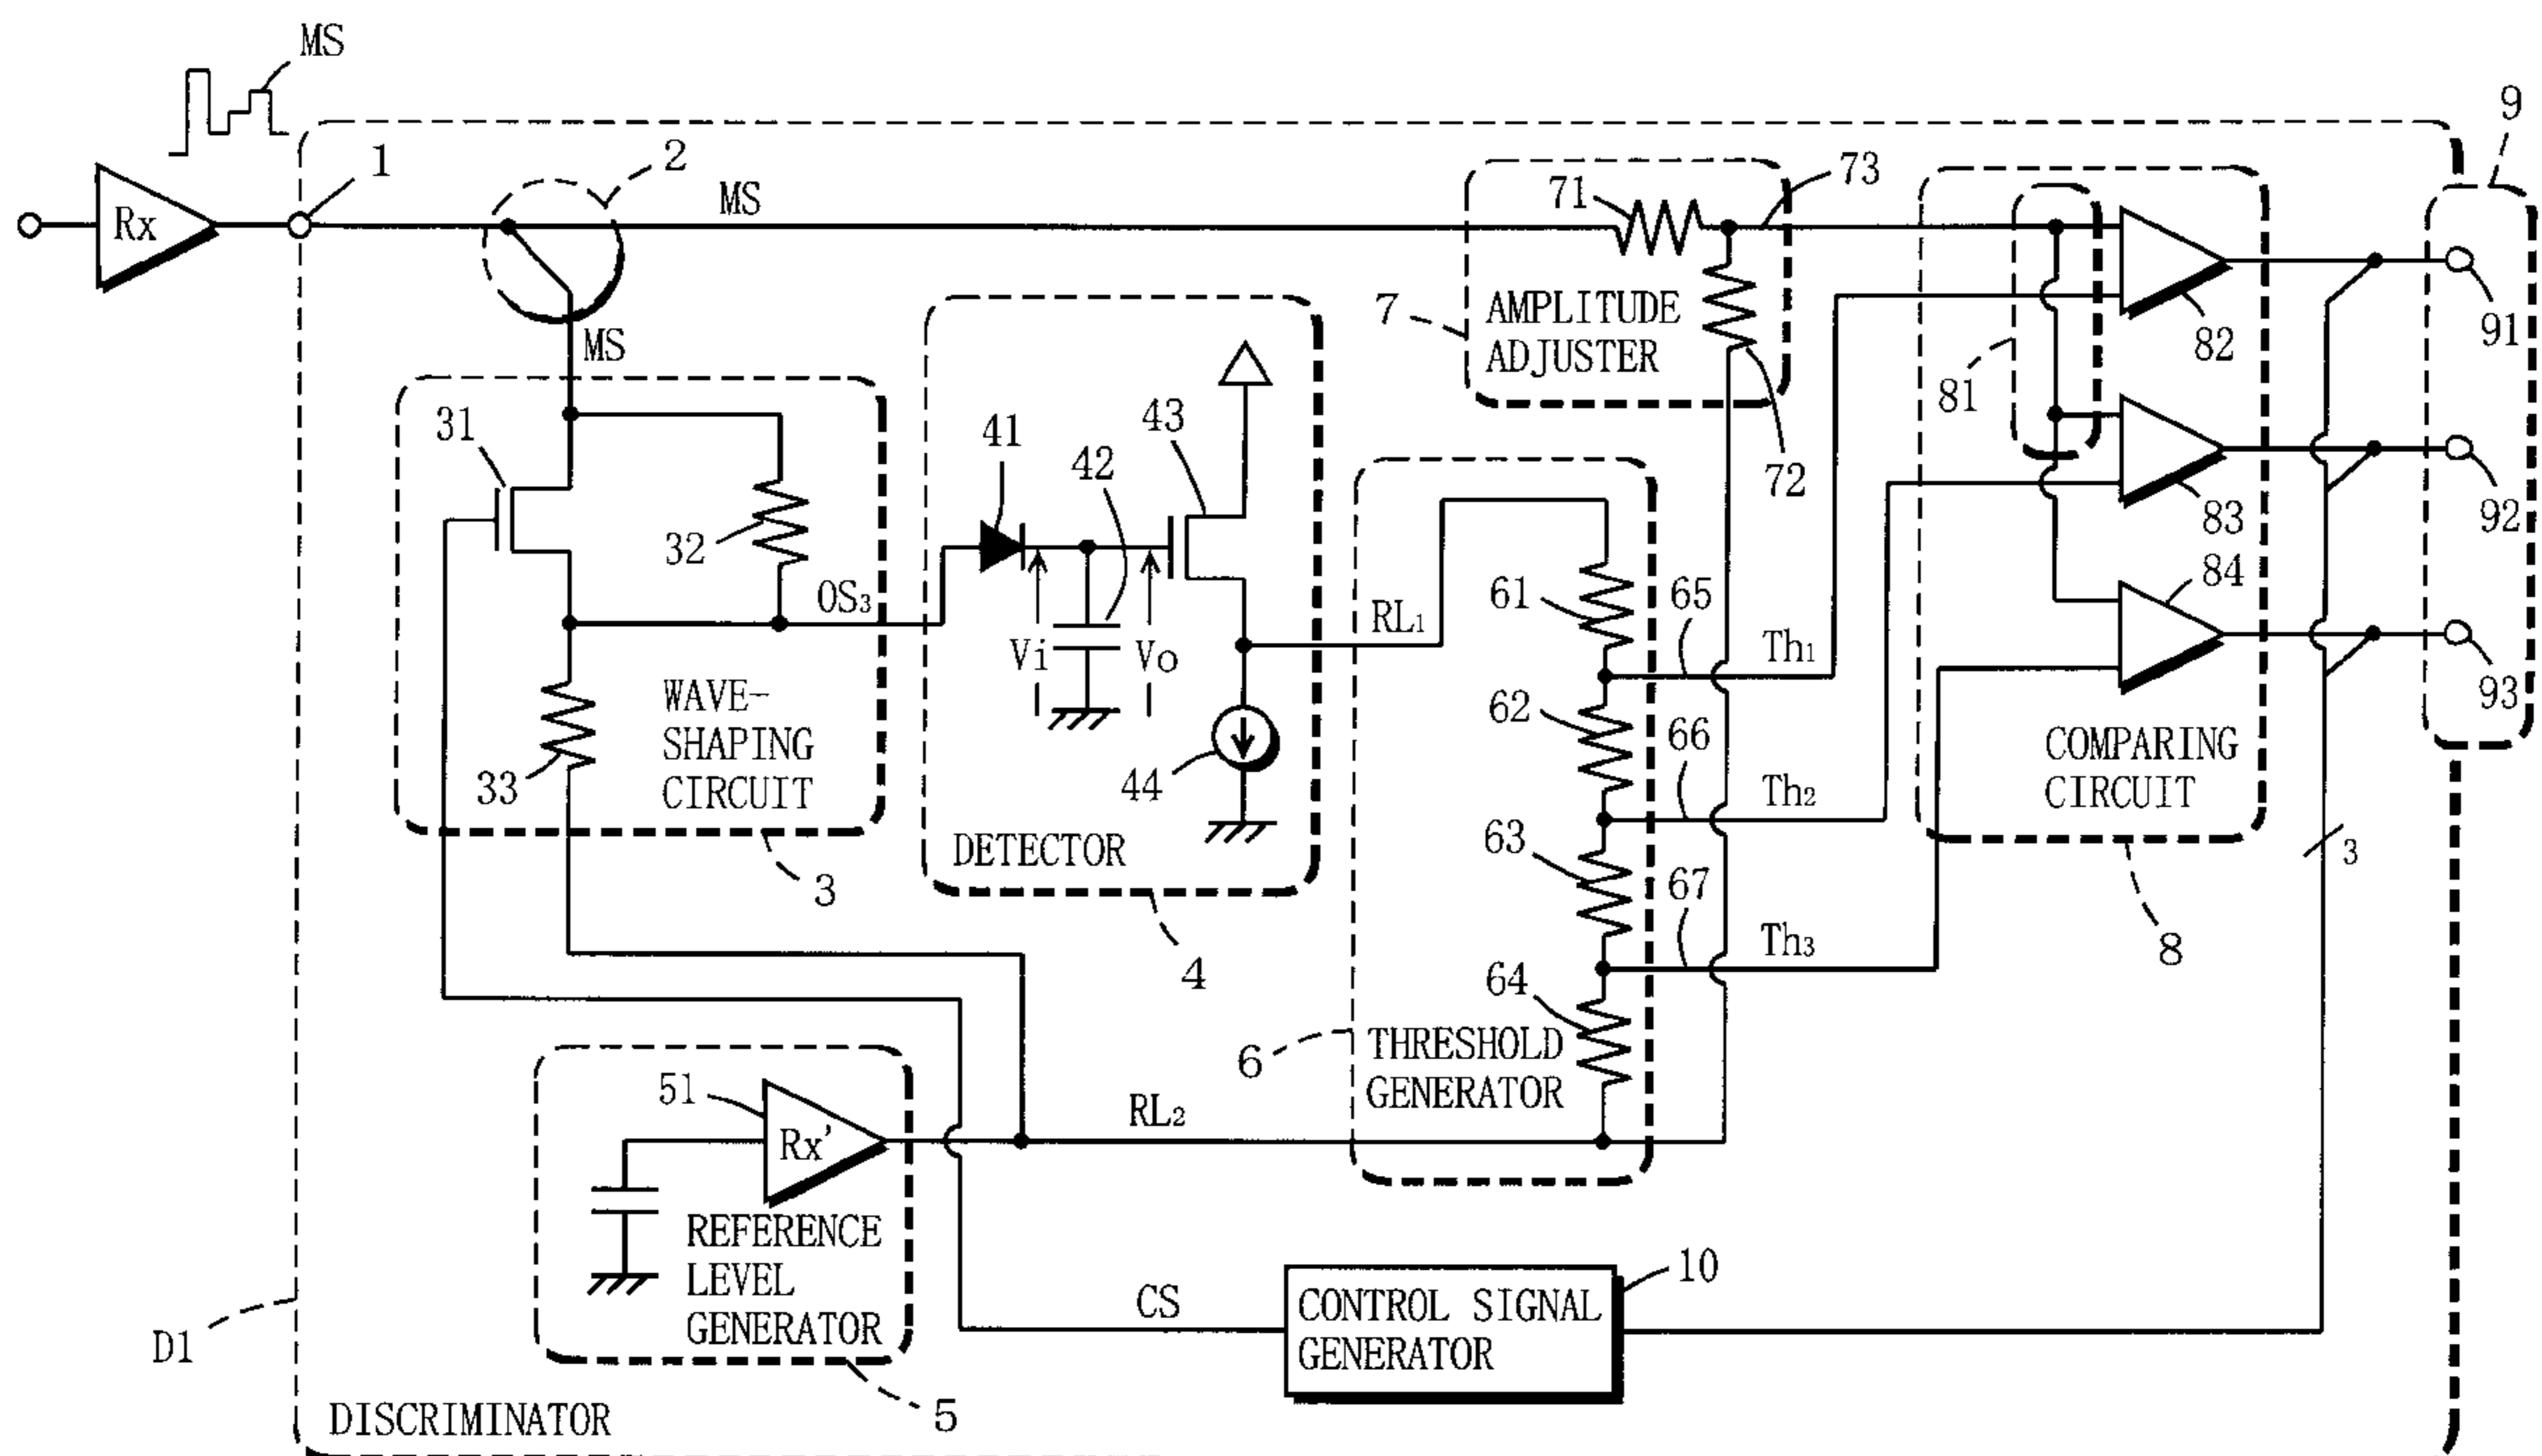 MS
9
1
2
MS
73
71
Rx
7
AMPLITUDE
ADJUSTER
82
91
MS
81
31
41
42
43
72
32
83
92
84
OS3
Vi
Vo
RL1
61
65
Th1
93
WAVE-
SHAPING
CIRCUIT
33
44
62
66
Th2
COMPARING
CIRCUIT
DETECTOR
63
3
3
67
Th3
4
64
8
6
THRESHOLD
GENERATOR
51
Rx'
RL2
REFERENCE
LEVEL
GENERATOR
CS
CONTROL SIGNAL
GENERATOR
10
D1
5
DISCRIMINATOR